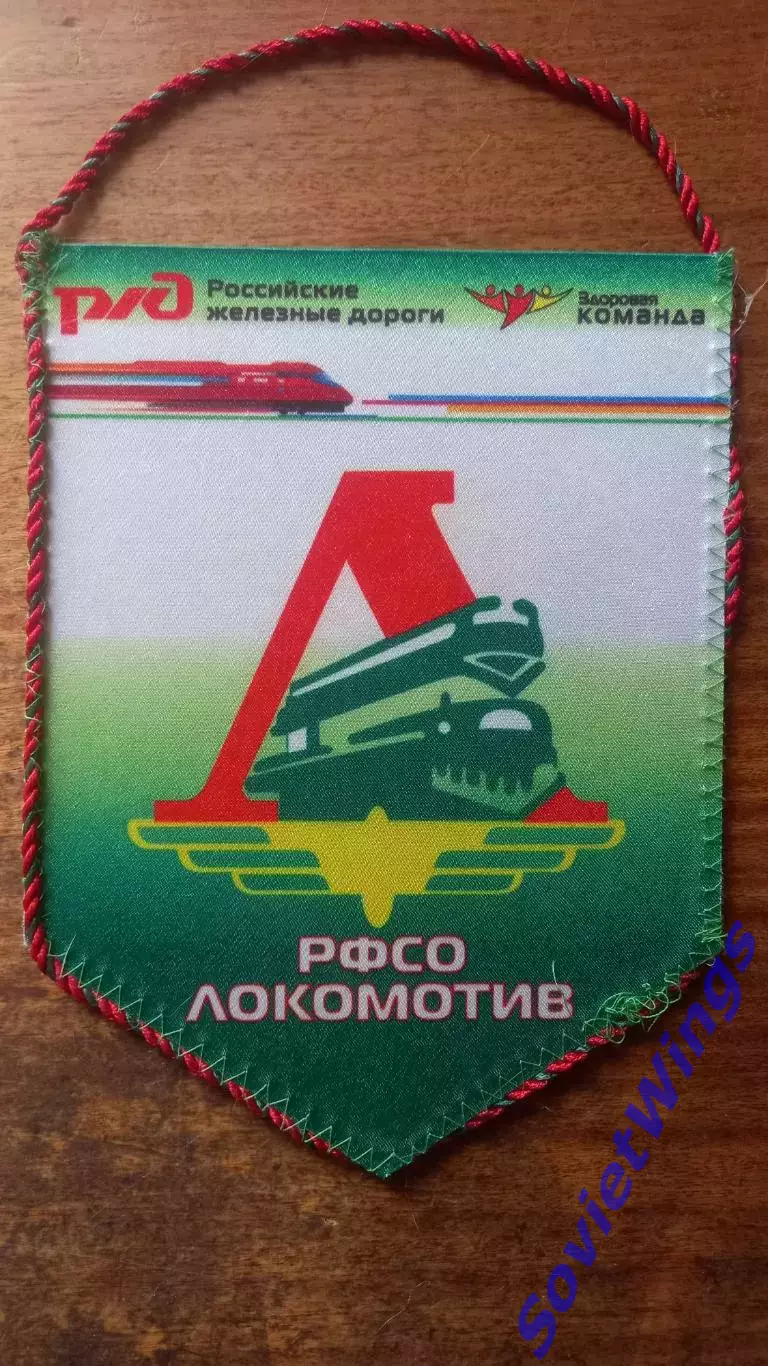 ржд
Российские
железные дороги
Здоровая
команда
Л
РФСО
ЛОКОМОТИВ
SovietWings